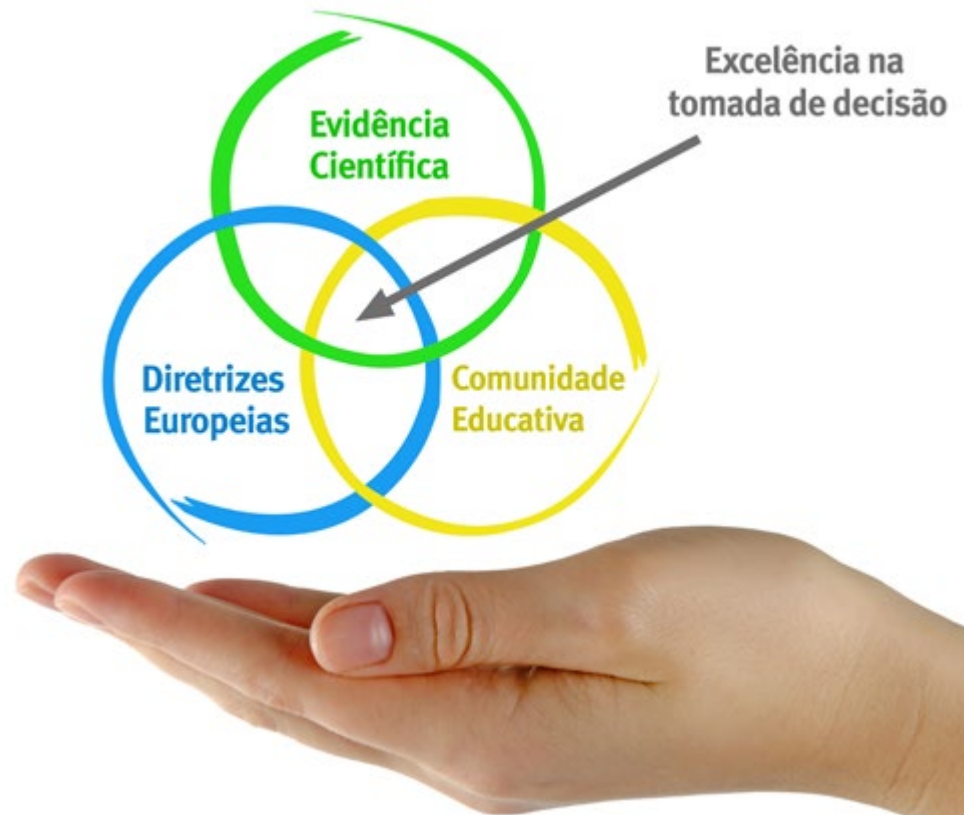 Excelência na
tomada de decisão
Evidência
Científica
Diretrizes
Europeias
Comunidade
Educativa